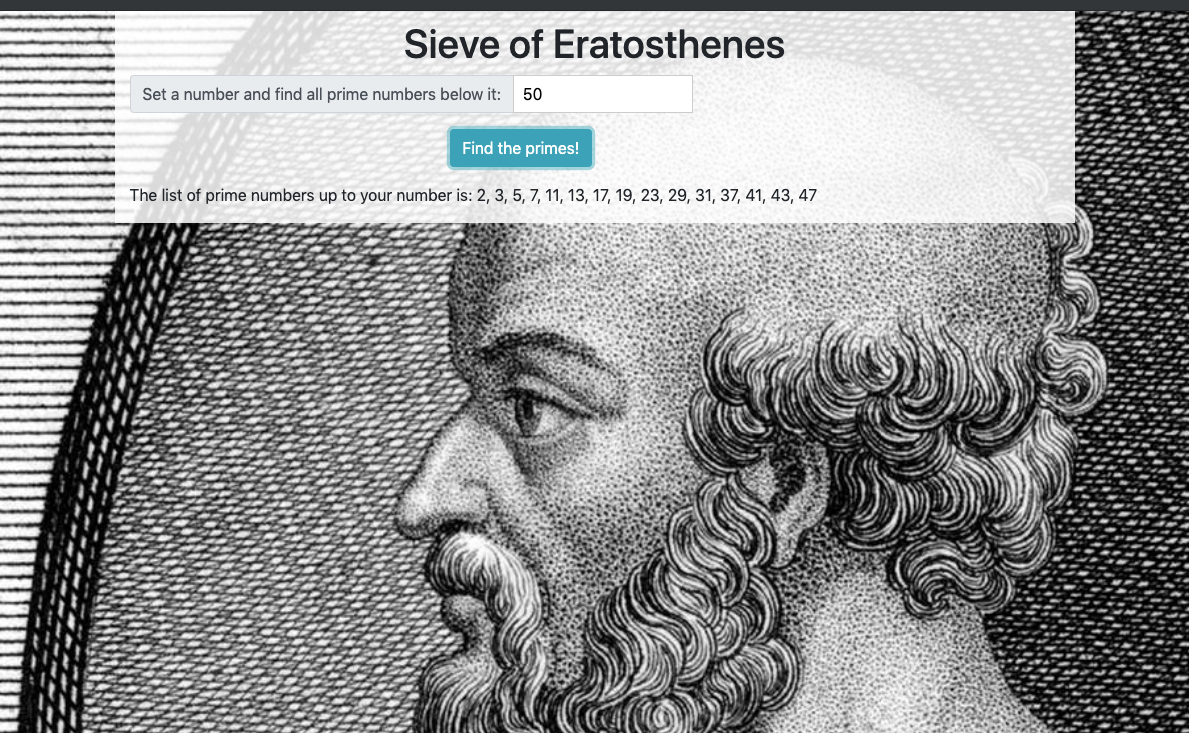 Sieve of Eratosthenes
Set a number and find all prime numbers below it: 50
Find the primes!
The list of prime numbers up to your number is: 2, 3, 5, 7, 11, 13, 17, 19, 23, 29, 31, 37, 41, 43, 47